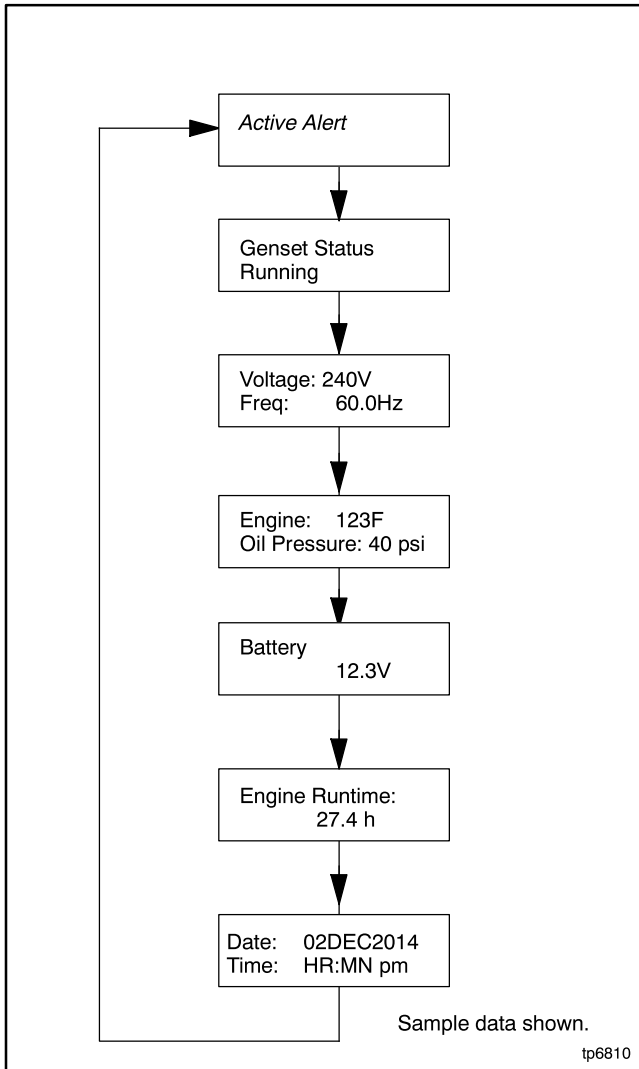 Active Alert
Genset Status
Running
Voltage: 240V
Freq: 60.0Hz
Engine: 123F
Oil Pressure: 40 psi
Battery
12.3V
Engine Runtime:
27.4 h
Date: 02DEC2014
Time: HR:MN pm
Sample data shown.
tp6810